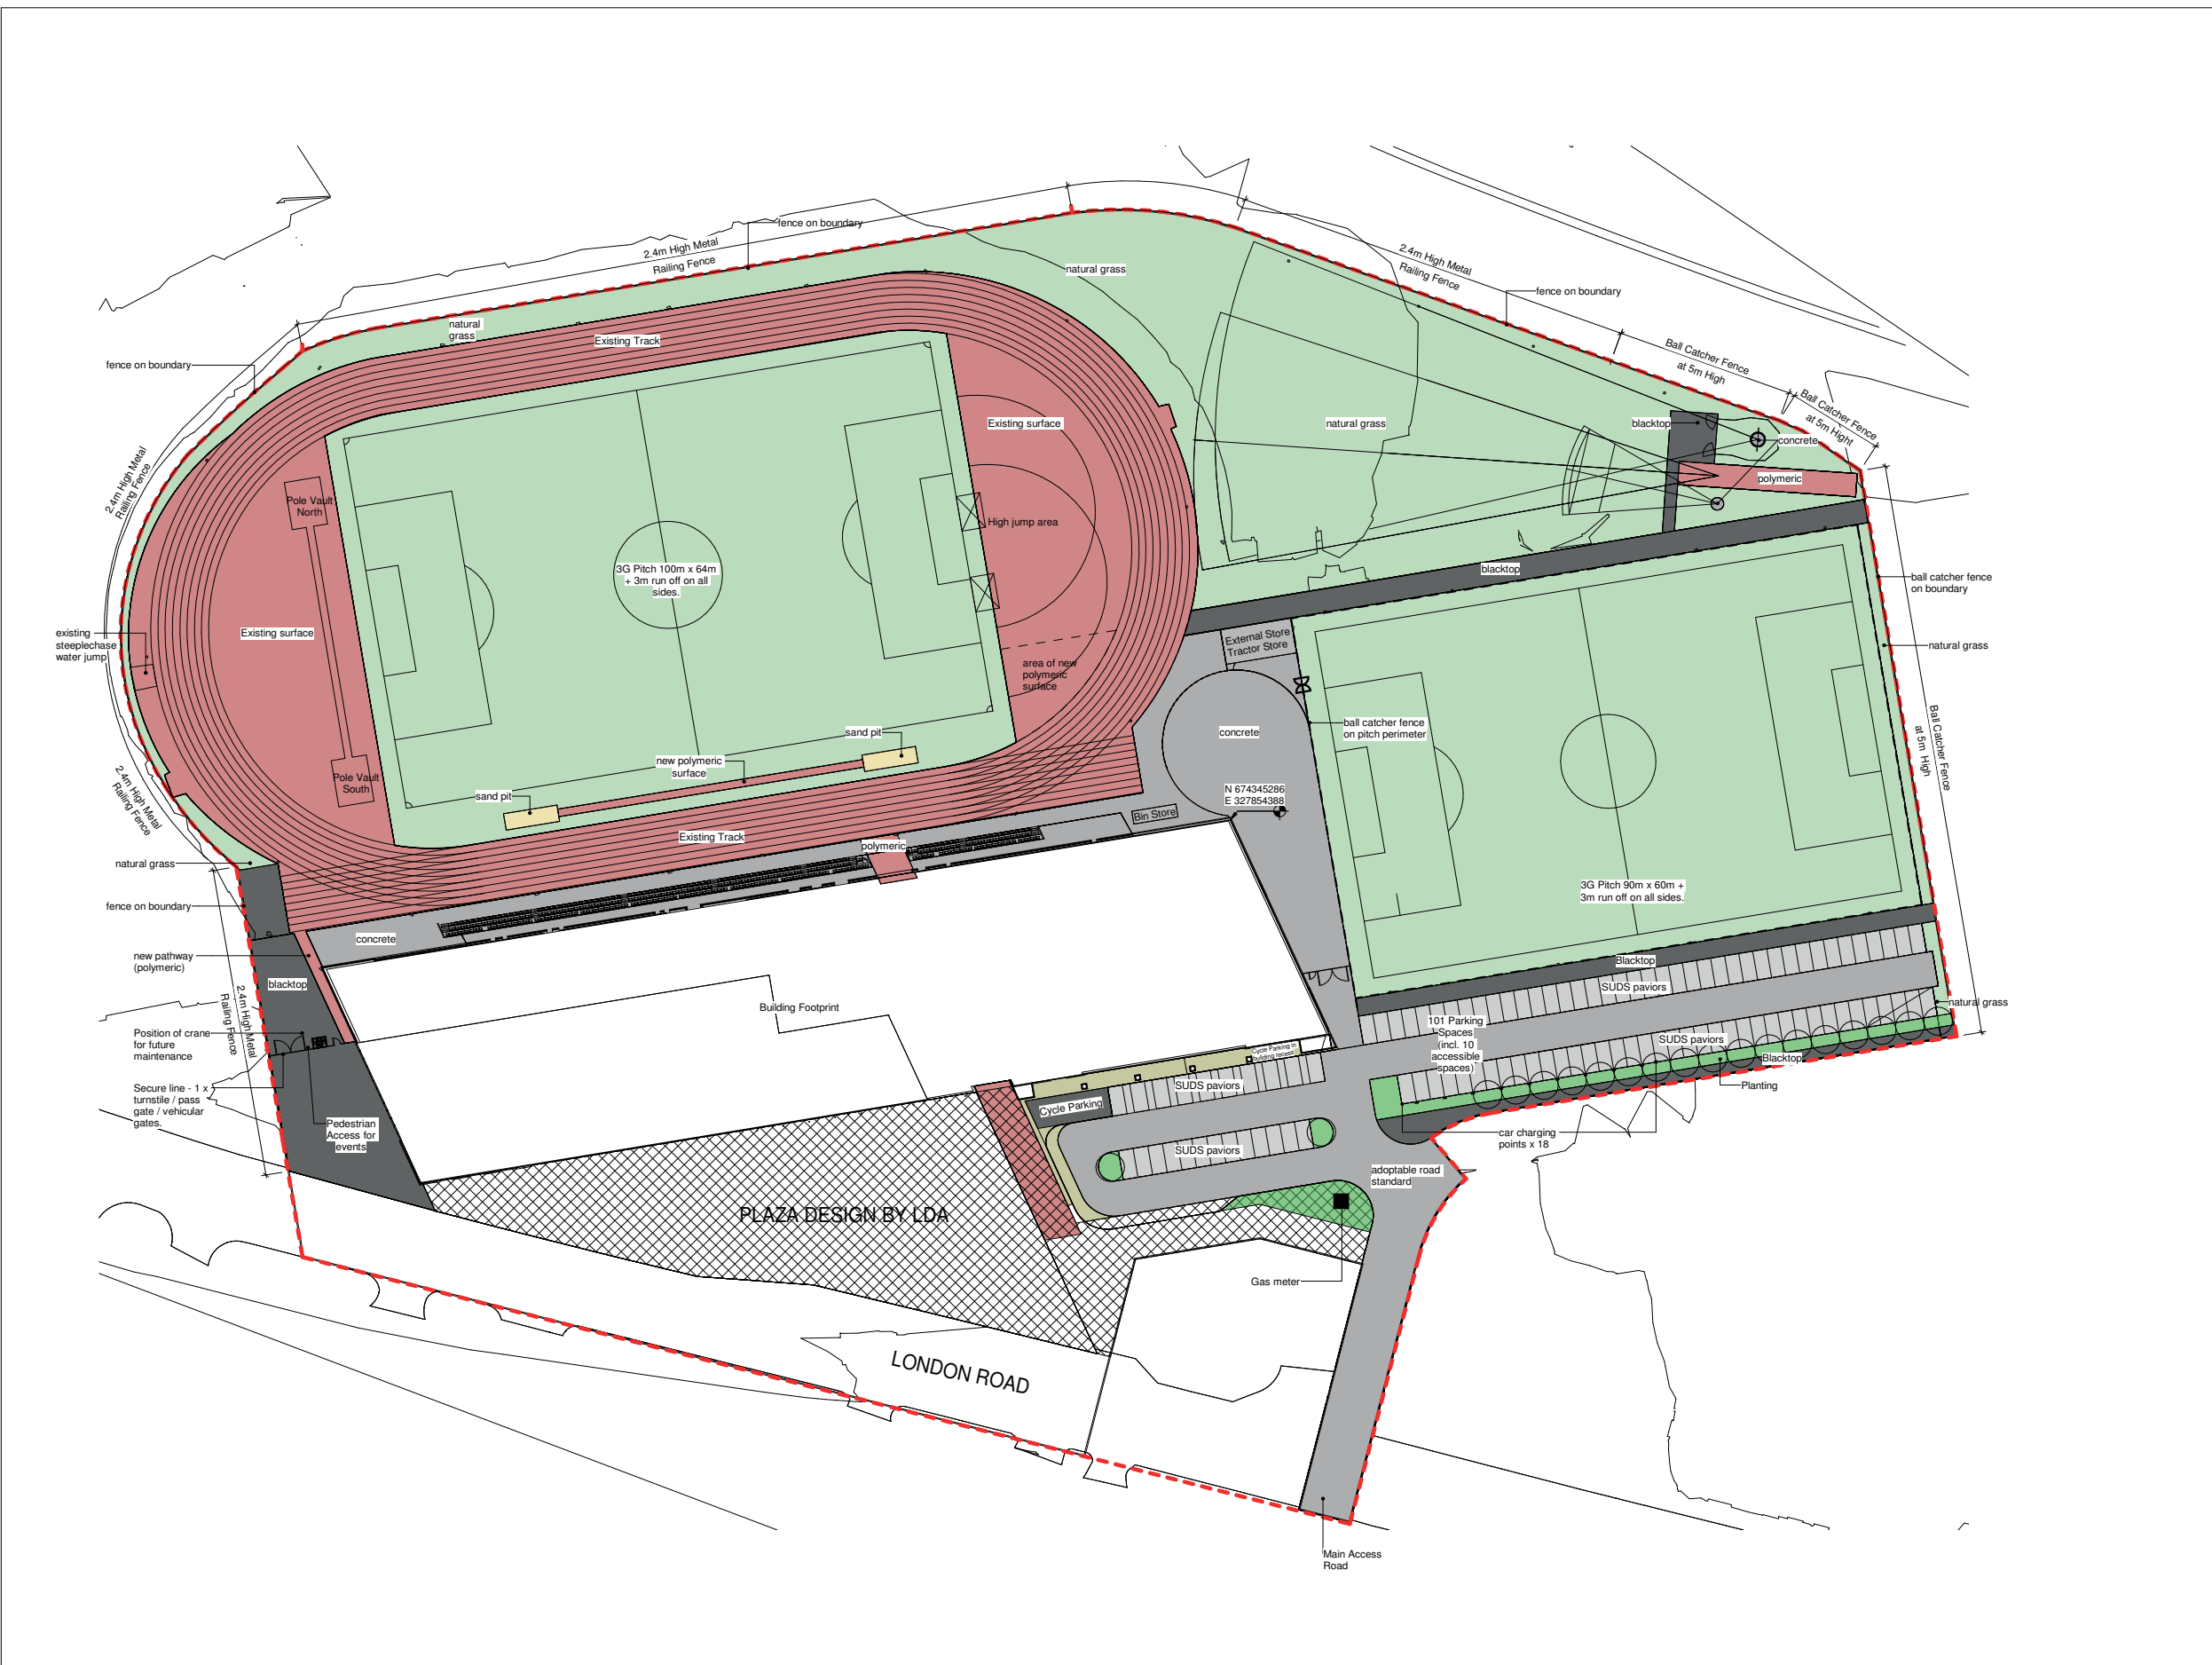 fence on boundary
2.4m High Metal
Railing Fence
natural grass
2.4m High Metal
Railing Fence
fence on boundary
natural
grass
Existing Track
fence on boundary
Ball Catcher Fence
at 5m High
Ball Catcher Fence
at 5m Hight
Existing surface
natural grass
blacktop
concrete
polymeric
2.4m High Metal
Railing Fence
Pole Vault
North
High jump area
3G Pitch 100m x 64m
+ 3m run off on all
sides.
blacktop
ball catcher fence
on boundary
existing
steeplechase
water jump
Existing surface
External Store
Tractor Store
natural grass
area of new
polymeric
surface
ball catcher fence
on pitch perimeter
concrete
sand pit
new polymeric
surface
Ball Catcher Fence
at 5m High
Pole Vault
South
sand pit
2.4m High Metal
Railing Fence
N 674345286
E 327854388
Bin Store
Existing Track
polymeric
natural grass
3G Pitch 90m x 60m +
3m run off on all sides.
fence on boundary
concrete
new pathway
(polymeric)
Blacktop
blacktop
SUDS paviors
2.4m High Metal
Railing Fence
Building Footprint
natural grass
Position of crane
for future
maintenance
101 Parking
Spaces
(incl. 10
accessible
spaces)
SUDS paviors
Cycle Parking in
building recess
Blacktop
Secure line - 1 x
turnstile / pass
gate / vehicular
gates.
SUDS paviors
Planting
Cycle Parking
Pedestrian
Access for
events
car charging
points x 18
SUDS paviors
adoptable road
standard
PLAZA DESIGN BY LDA
Gas meter
LONDON ROAD
Main Access
Road